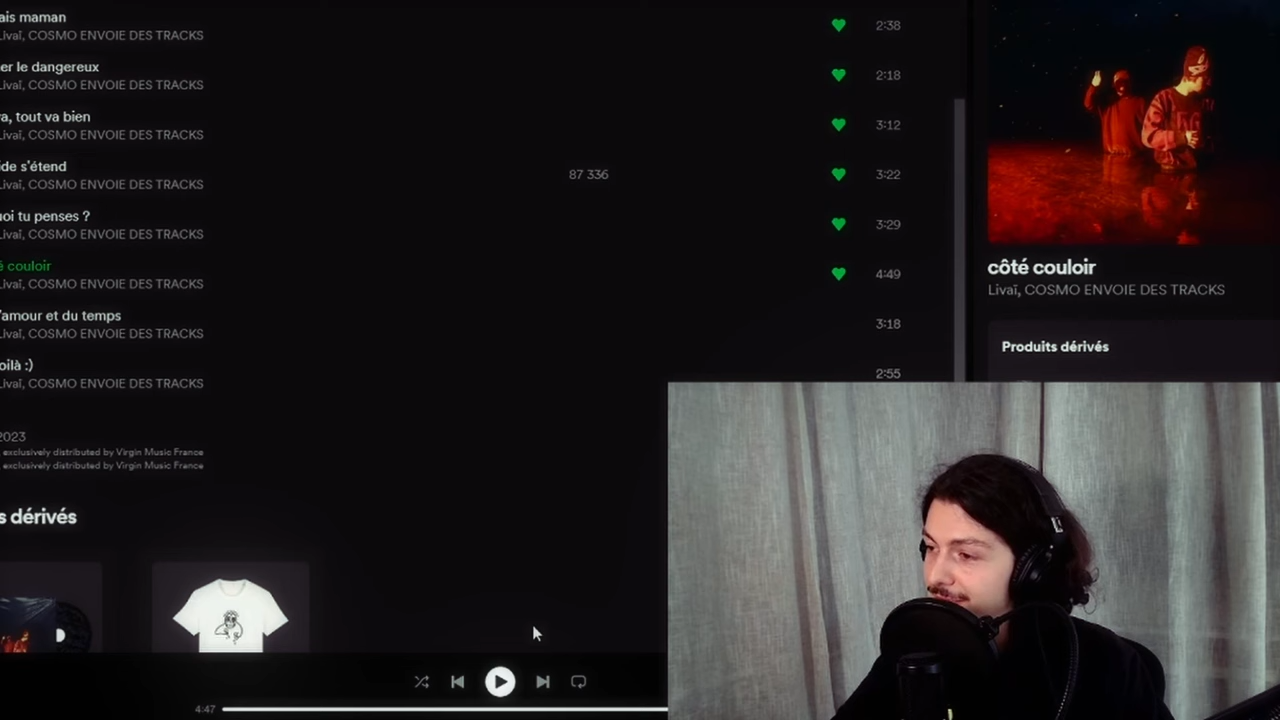 ais maman
Livaï, COSMO ENVOIE DES TRACKS
2:38
er le dangereux
Livaï, COSMO ENVOIE DES TRACKS
2:18
va, tout va bien
Livaï, COSMO ENVOIE DES TRACKS
3:12
ide s'étend
Livaï, COSMO ENVOIE DES TRACKS
87 336
3:22
uoi tu penses ?
Livaï, COSMO ENVOIE DES TRACKS
3:29
é couloir
Livaï, COSMO ENVOIE DES TRACKS
4:49
'amour et du temps
Livaï, COSMO ENVOIE DES TRACKS
3:18
oilà :)
Livaï, COSMO ENVOIE DES TRACKS
2:55
2023
, exclusively distributed by Virgin Music France
, exclusively distributed by Virgin Music France
s dérivés
4:47
côté couloir
Livaï, COSMO ENVOIE DES TRACKS
Produits dérivés